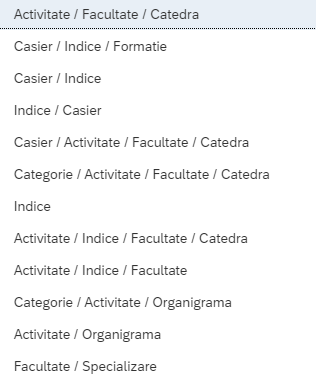 Activitate / Facultate / Catedra
Casier / Indice / Formatie
Casier / Indice
Indice / Casier
Casier / Activitate / Facultate / Catedra
Categorie / Activitate / Facultate / Catedra
Indice
Activitate / Indice / Facultate / Catedra
Activitate / Indice / Facultate
Categorie / Activitate / Organigrama
Activitate / Organigrama
Facultate / Specializare